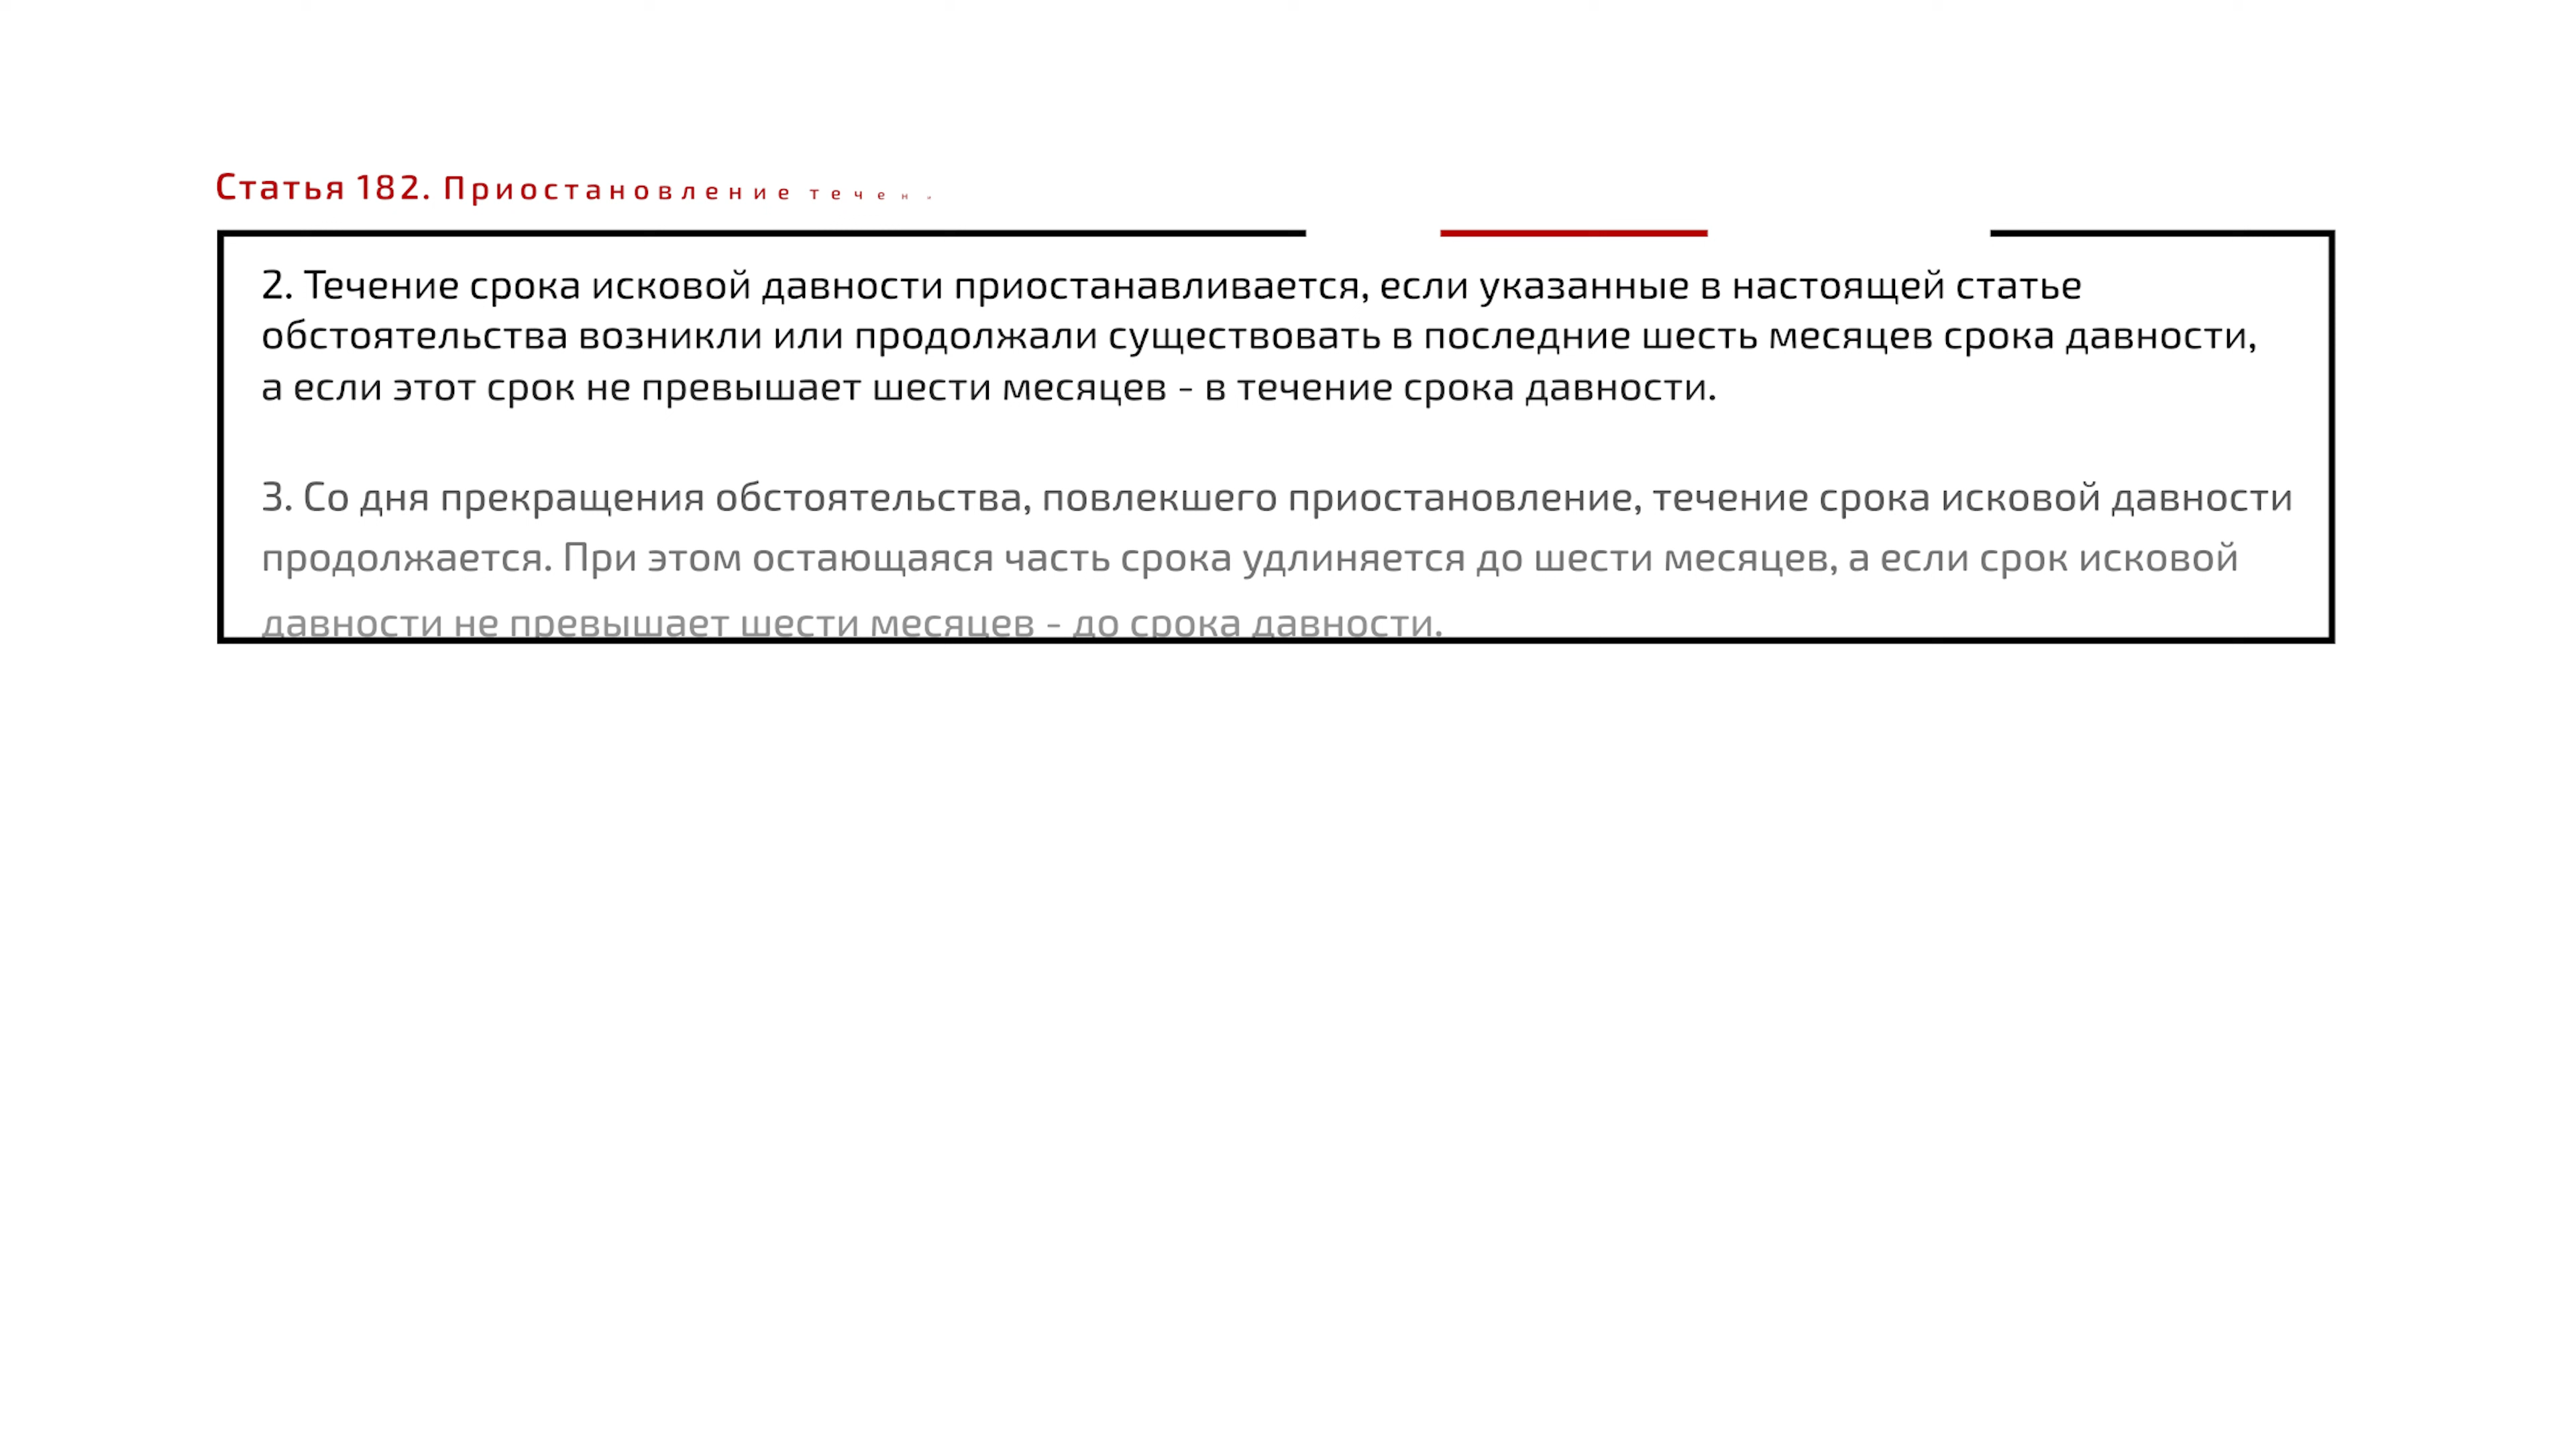 Статья 182. Приостановление
2. Течение срока исковой давности приостанавливается, если указанные в настоящей статье
обстоятельства возникли или продолжали существовать в последние шесть месяцев срока давности,
а если этот срок не превышает шести месяцев - в течение срока давности.
3. Со дня прекращения обстоятельства, повлекшего приостановление, течение срока исковой давности
продолжается. При этом остающаяся часть срока удлиняется до шести месяцев, а если срок исковой
давности не превышает шести месяцев - до срока давности.